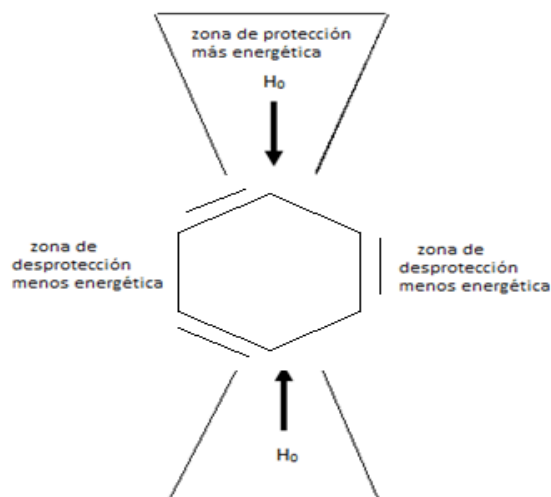 zona de protección
más energética
H₀
zona de
desprotección
menos energética
zona de
desprotección
menos energética
H₀